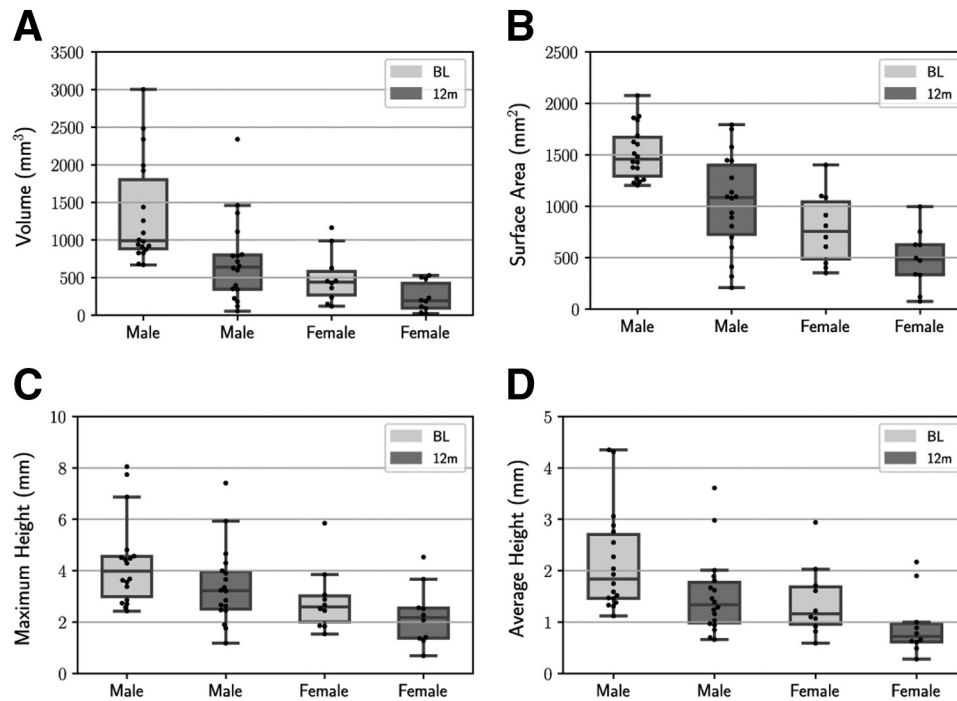 A
Volume (mm³)
3500
3000
2500
2000
1500
1000
500
0
BL
12m
Male Male Female Female
B
Surface Area (mm²)
2500
2000
1500
1000
500
0
BL
12m
Male Male Female Female
C
Maximum Height (mm)
10
8
6
4
2
0
BL
12m
Male Male Female Female
D
Average Height (mm)
5
4
3
2
1
0
BL
12m
Male Male Female Female